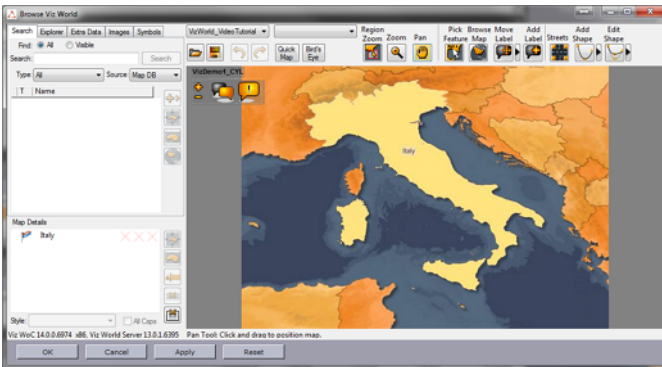 Browse Viz World
Search Explorer Extra Data Images Symbols
Find: All Visible
Search: Search
Type All Source Map DB
T Name
VizWorld_VideoTutorial
Region Zoom Zoom Pan
Pick Feature Browse Map Move Label Add Label Streets Add Shape Edit Shape
Quick Map Bird's Eye
VizDemo1_CYL
Italy
Map Details
Italy
Style: All Caps
Viz WoC 14.0.0.6974 x86, Viz World Server 13.0.1.6395 Pan Tool: Click and drag to position map.
OK Cancel Apply Reset